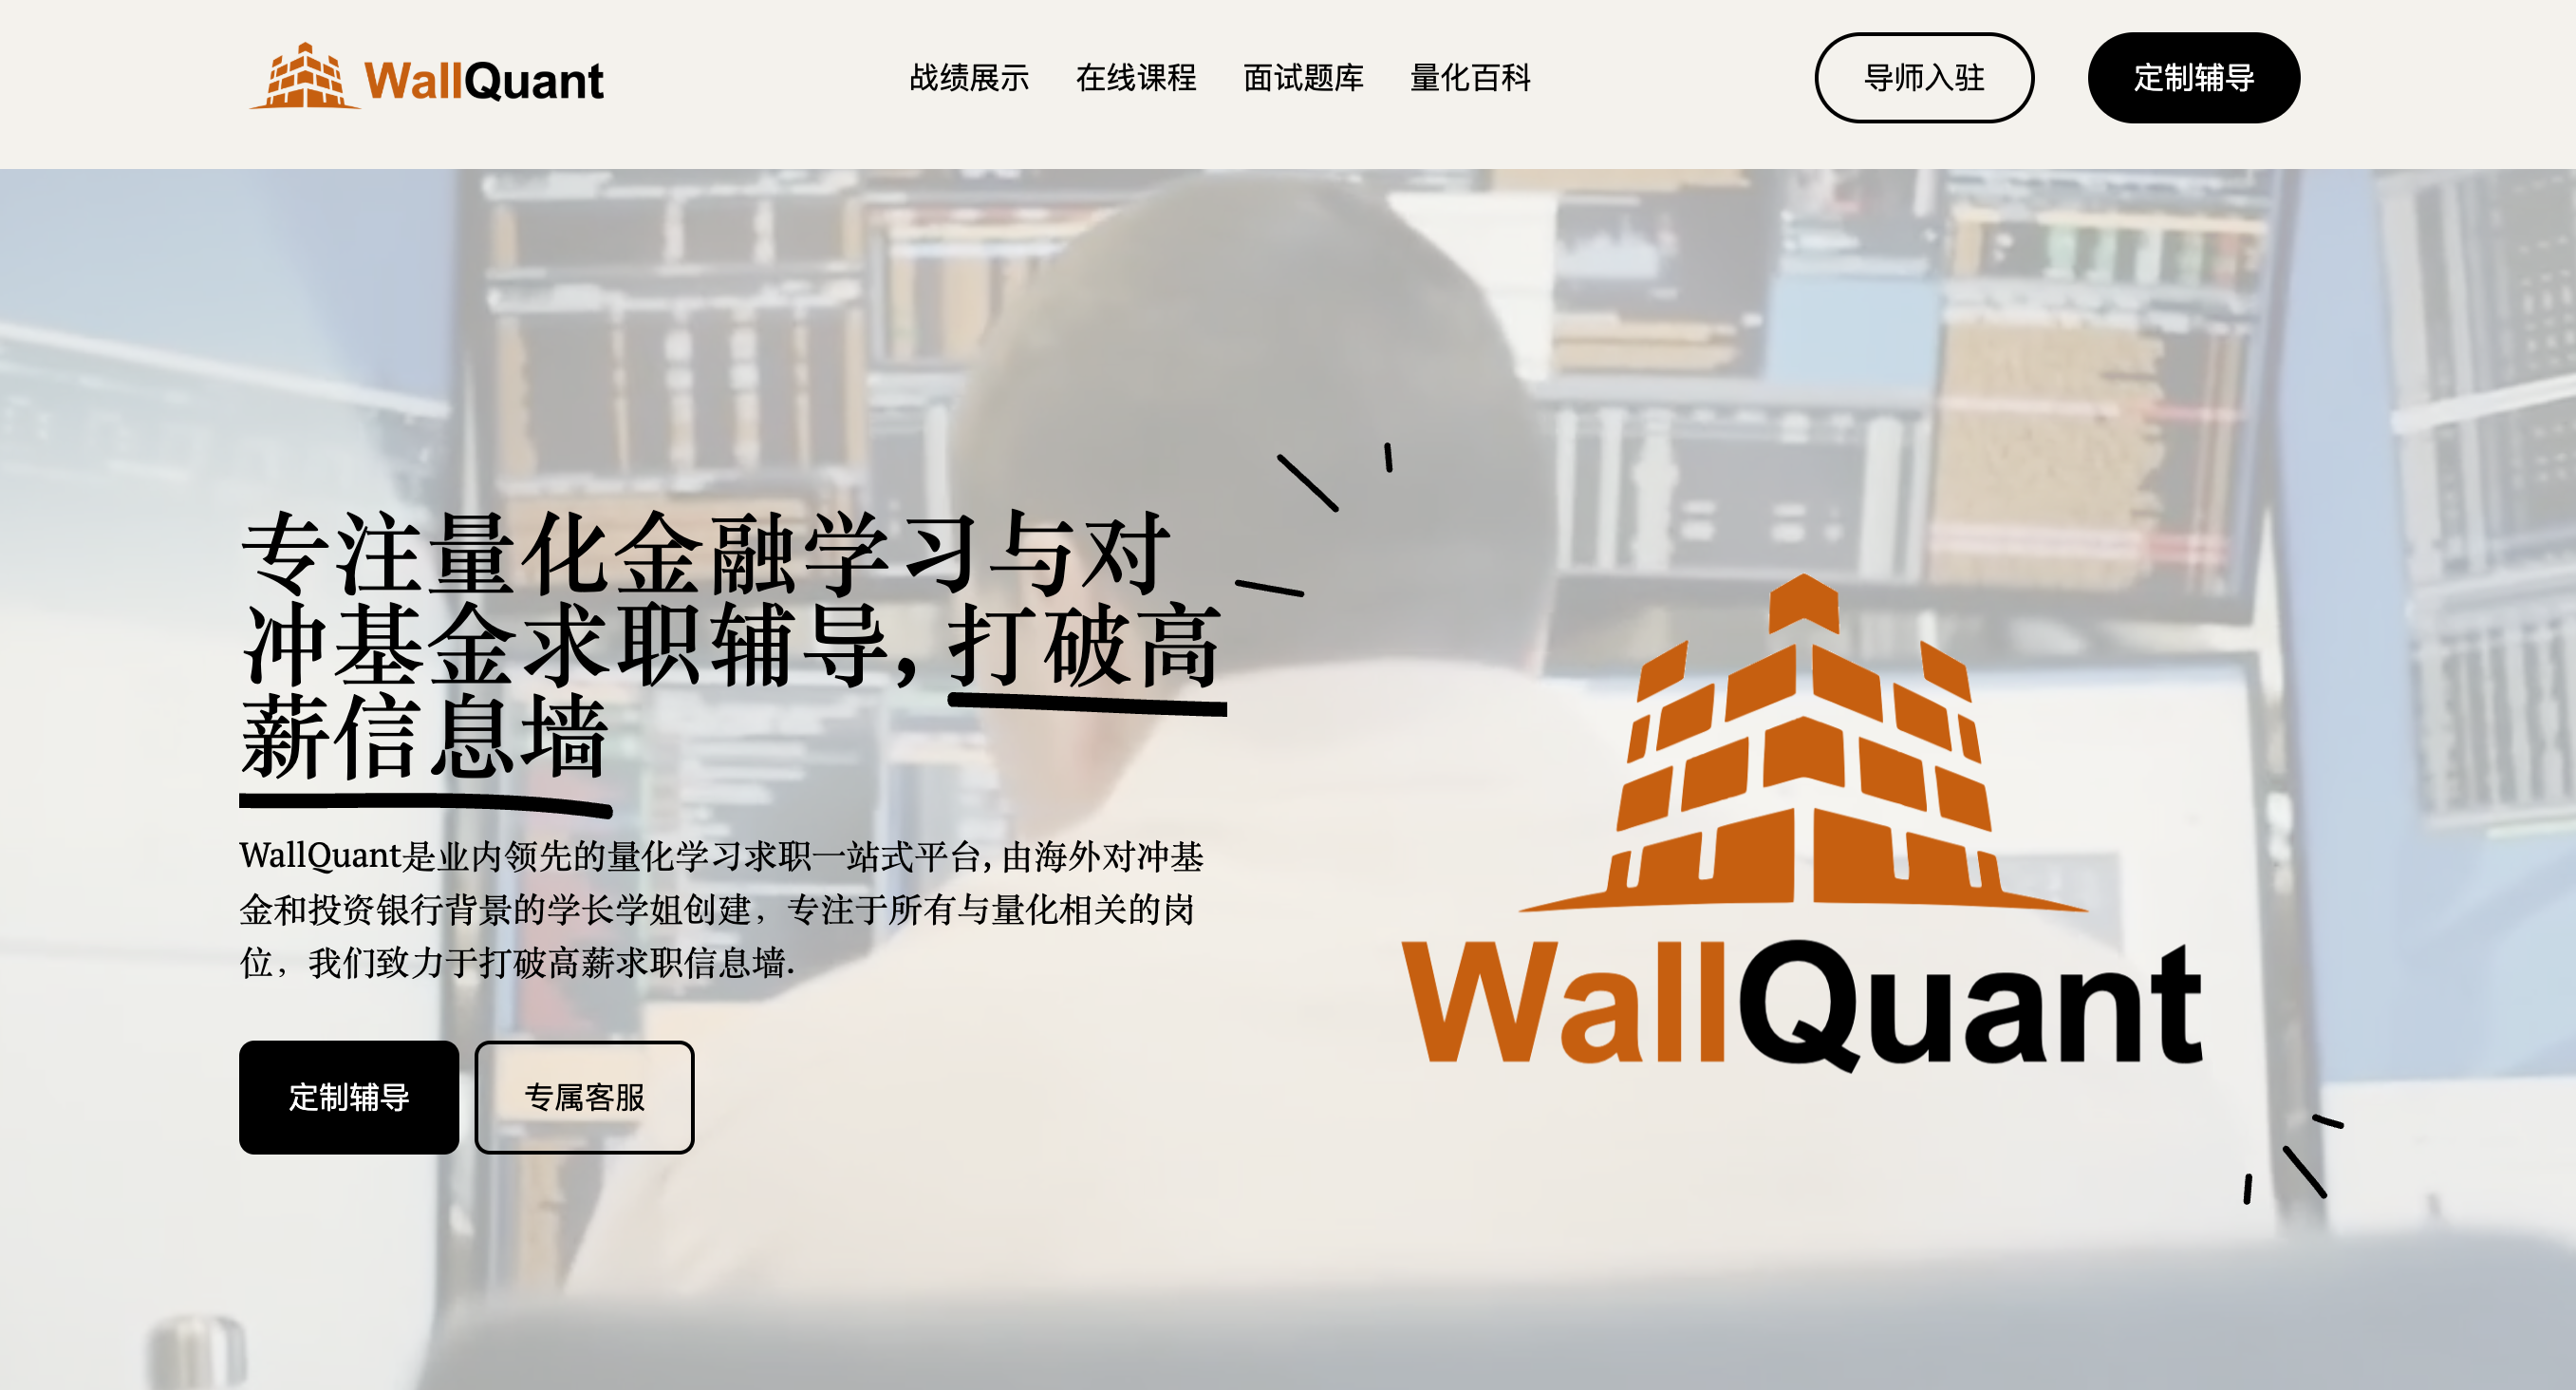 WallQuant
战绩展示 在线课程 面试题库 量化百科
导师入驻
定制辅导
专注量化金融学习与对
冲基金求职辅导, 打破高
薪信息墙
WallQuant是业内领先的量化学习求职一站式平台, 由海外对冲基
金和投资银行背景的学长学姐创建，专注于所有与量化相关的岗
位，我们致力于打破高薪求职信息墙.
定制辅导
专属客服
WallQuant